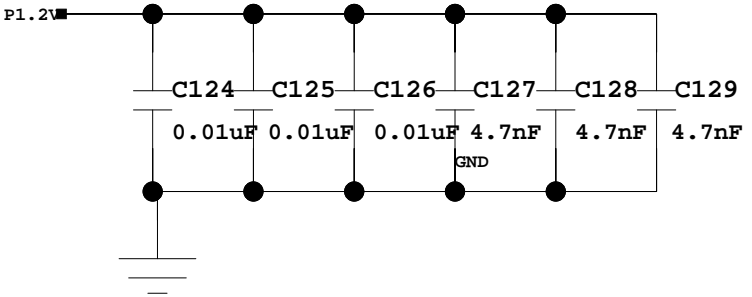 P1.2V
C124 C125 C126 C127 C128 C129
0.01uF 0.01uF 0.01uF 4.7nF 4.7nF 4.7nF
GND